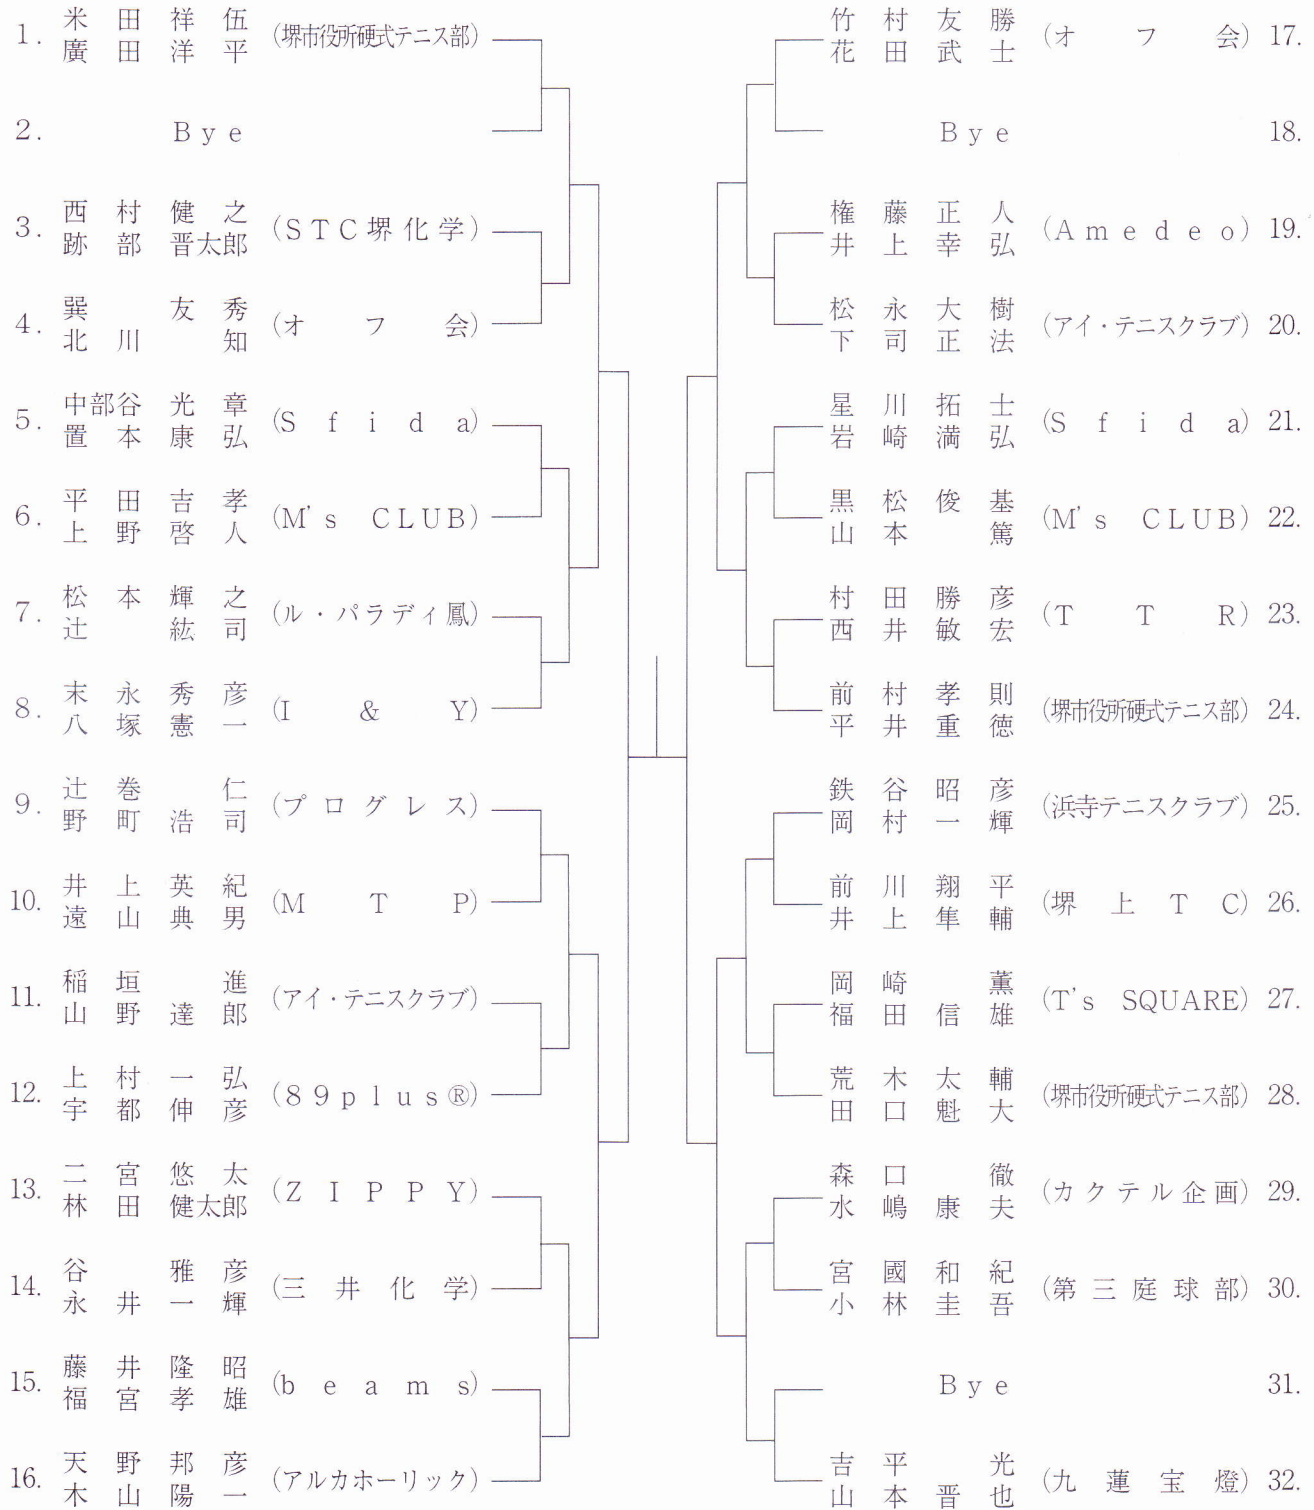 1. 米田祥伍 (堺市役所硬式テニス部)
廣田洋平
2. Bye
3. 西村健之 (STC堺化学)
跡部晋太郎
4. 巽友秀 (オフ会)
北川知
5. 中部谷光章 (Sfida)
置本康弘
6. 平田吉孝 (M's CLUB)
上野啓人
7. 松本輝之 (ル・パラディ鳳)
辻紘司
8. 末永秀彦 (I & Y)
八塚憲一
9. 辻巻仁 (プログレス)
野町浩司
10. 井上英紀 (MTP)
遠山典男
11. 稲垣進 (アイ・テニスクラブ)
山野達郎
12. 上村一弘 (89plus®)
宇都伸彦
13. 二宮悠太 (ZIPPY)
林田健太郎
14. 谷雅彦 (三井化学)
永井一輝
15. 藤井隆昭 (beams)
福宮孝雄
16. 天野邦彦 (アルカホーリック)
木山陽一
竹村友勝 (オフ会) 17.
花田武士
Bye 18.
権藤正人 (Amedeo) 19.
井上幸弘
松永大樹 (アイ・テニスクラブ) 20.
下司正法
星川拓士 (Sfida) 21.
岩崎満弘
黒松俊基 (M's CLUB) 22.
山本篤
村田勝彦 (TTR) 23.
西井敏宏
前村孝則 (堺市役所硬式テニス部) 24.
平井重徳
鉄谷昭彦 (浜寺テニスクラブ) 25.
岡村一輝
前川翔平 (堺上TC) 26.
井上隼輔
岡崎薫 (T's SQUARE) 27.
福田信雄
荒木太輔 (堺市役所硬式テニス部) 28.
田口魁大
森口徹 (カクテル企画) 29.
水嶋康夫
宮國和紀 (第三庭球部) 30.
小林圭吾
Bye 31.
吉平光 (九蓮宝燈) 32.
山本晋也